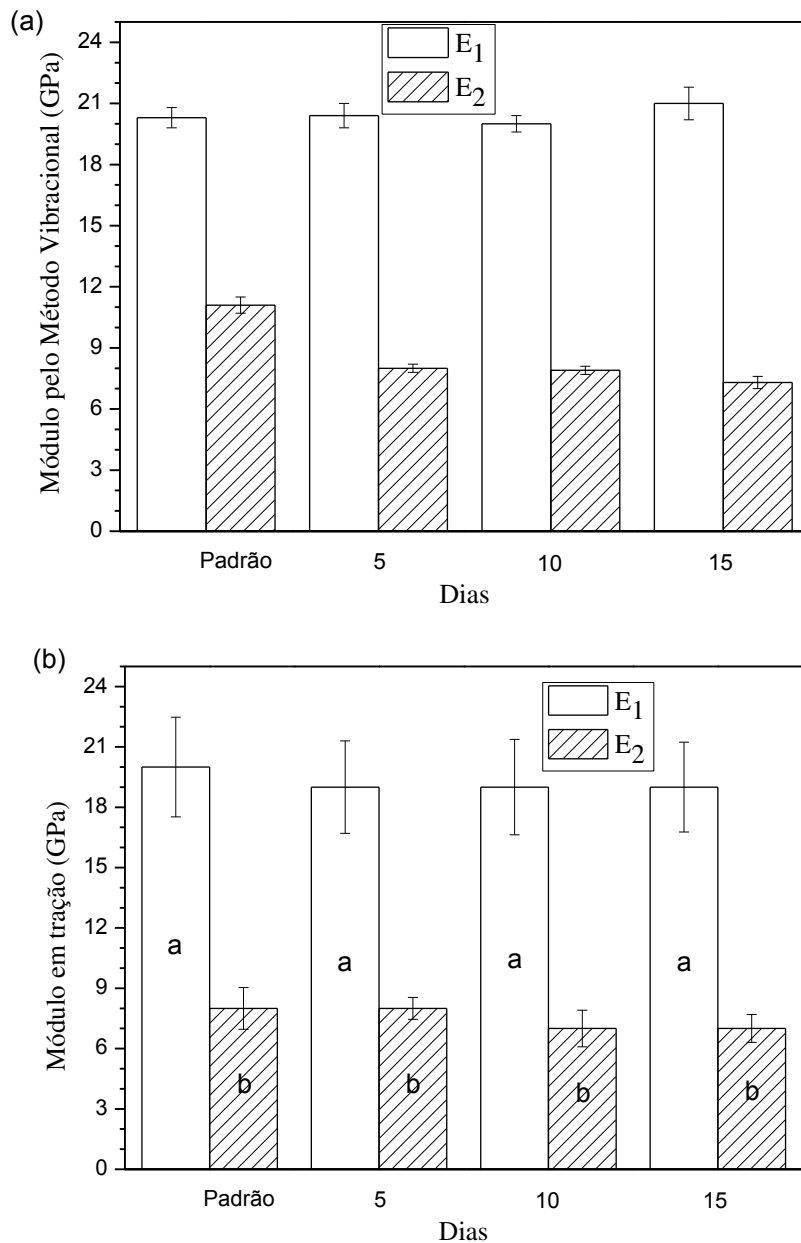 (a)
Módulo pelo Método Vibracional (GPa)
24
21
18
15
12
9
6
3
0
E1
E2
Padrão 5 10 15
Dias
(b)
Módulo em tração (GPa)
24
21
18
15
12
9
6
3
0
E1
E2
a a a a
b b b b
Padrão 5 10 15
Dias